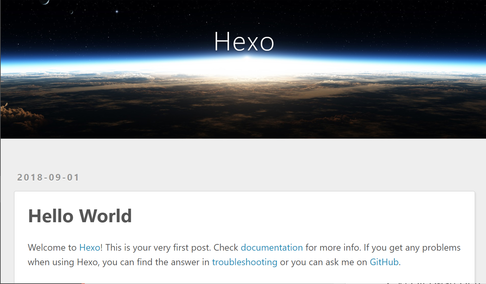 Hexo
2018-09-01
Hello World
Welcome to Hexo! This is your very first post. Check documentation for more info. If you get any problems
when using Hexo, you can find the answer in troubleshooting or you can ask me on GitHub.